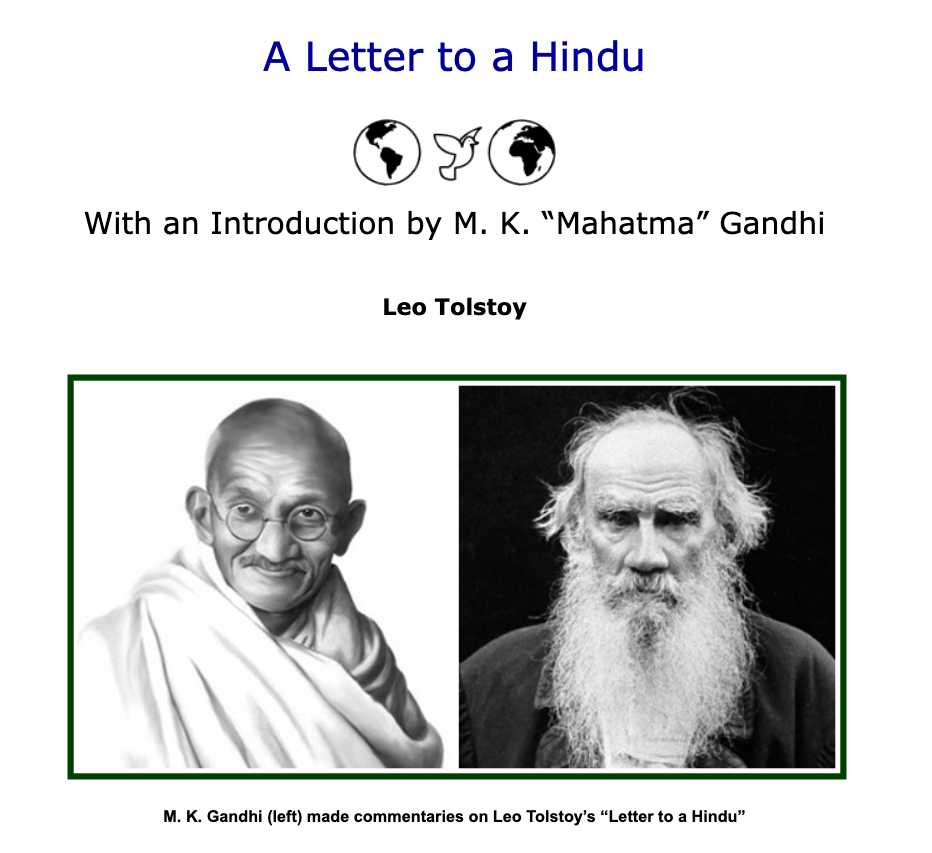 A Letter to a Hindu
With an Introduction by M. K. “Mahatma” Gandhi
Leo Tolstoy
M. K. Gandhi (left) made commentaries on Leo Tolstoy’s “Letter to a Hindu”